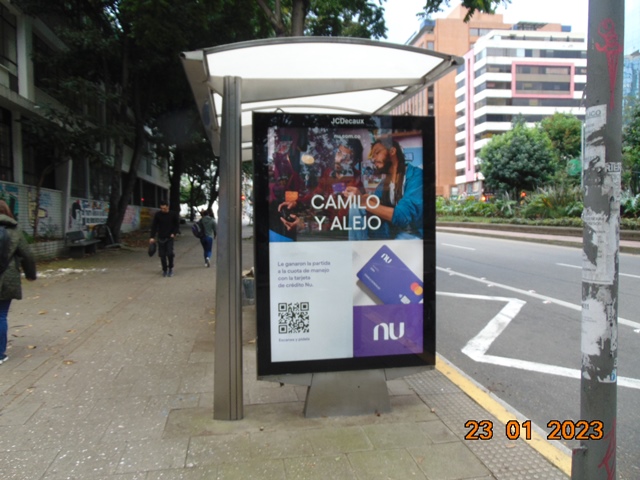 JCDecaux
CAMILO
Y ALEJO
Le ganaron la partida
a la cuota de manejo
con la tarjeta
de crédito Nu.
nu
nu
23 01 2023